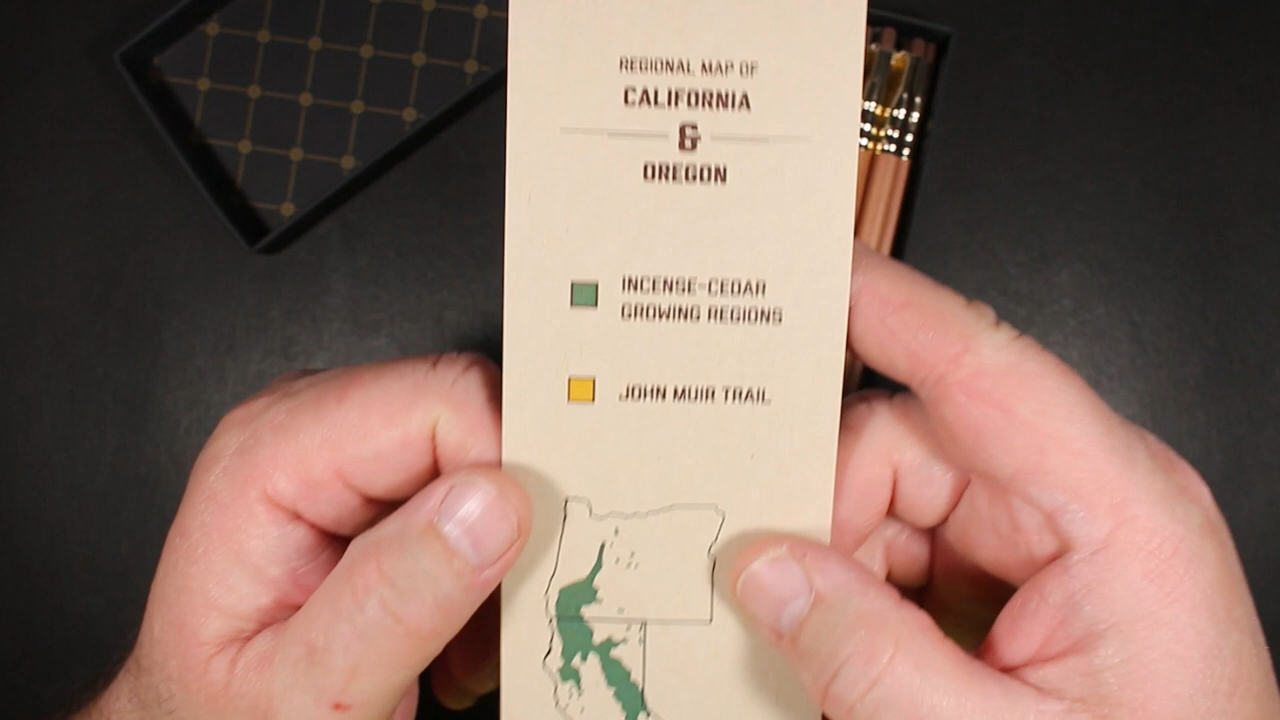 REGIONAL MAP OF
CALIFORNIA
&
OREGON
INCENSE-CEDAR
GROWING REGIONS
JOHN MUIR TRAIL